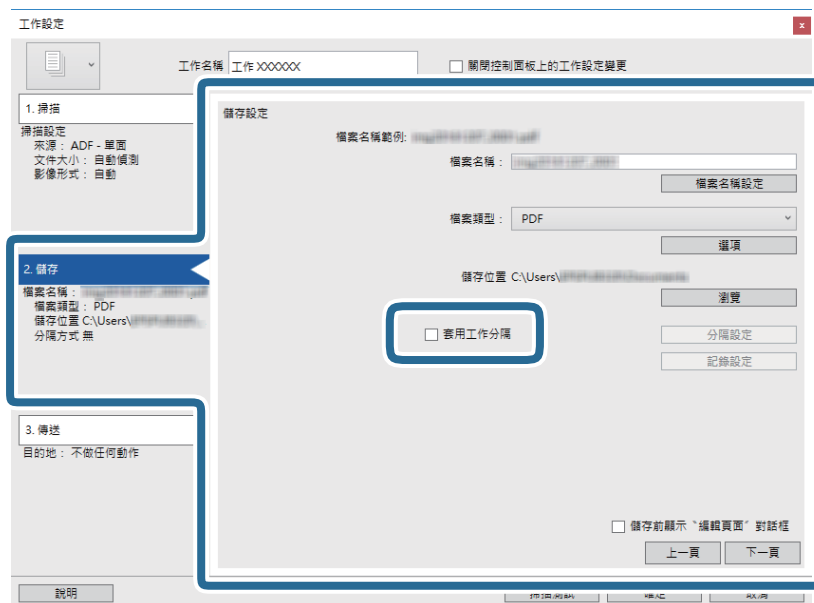 工作設定
工作名稱 工作 XXXXXX
關閉控制面板上的工作設定變更
1. 掃描
掃描設定
來源： ADF - 單面
文件大小： 自動偵測
影像形式： 自動
2. 儲存
檔案名稱：
檔案類型： PDF
儲存位置 C:\Users\
分隔方式 無
3. 傳送
目的地： 不做任何動作
儲存設定
檔案名稱範例:
檔案名稱：
檔案名稱設定
檔案類型： PDF
選項
儲存位置 C:\Users\
瀏覽
套用工作分隔
分隔設定
記錄設定
儲存前顯示〝編輯頁面〞對話框
上一頁 下一頁
說明 掃描測試 確定 取消